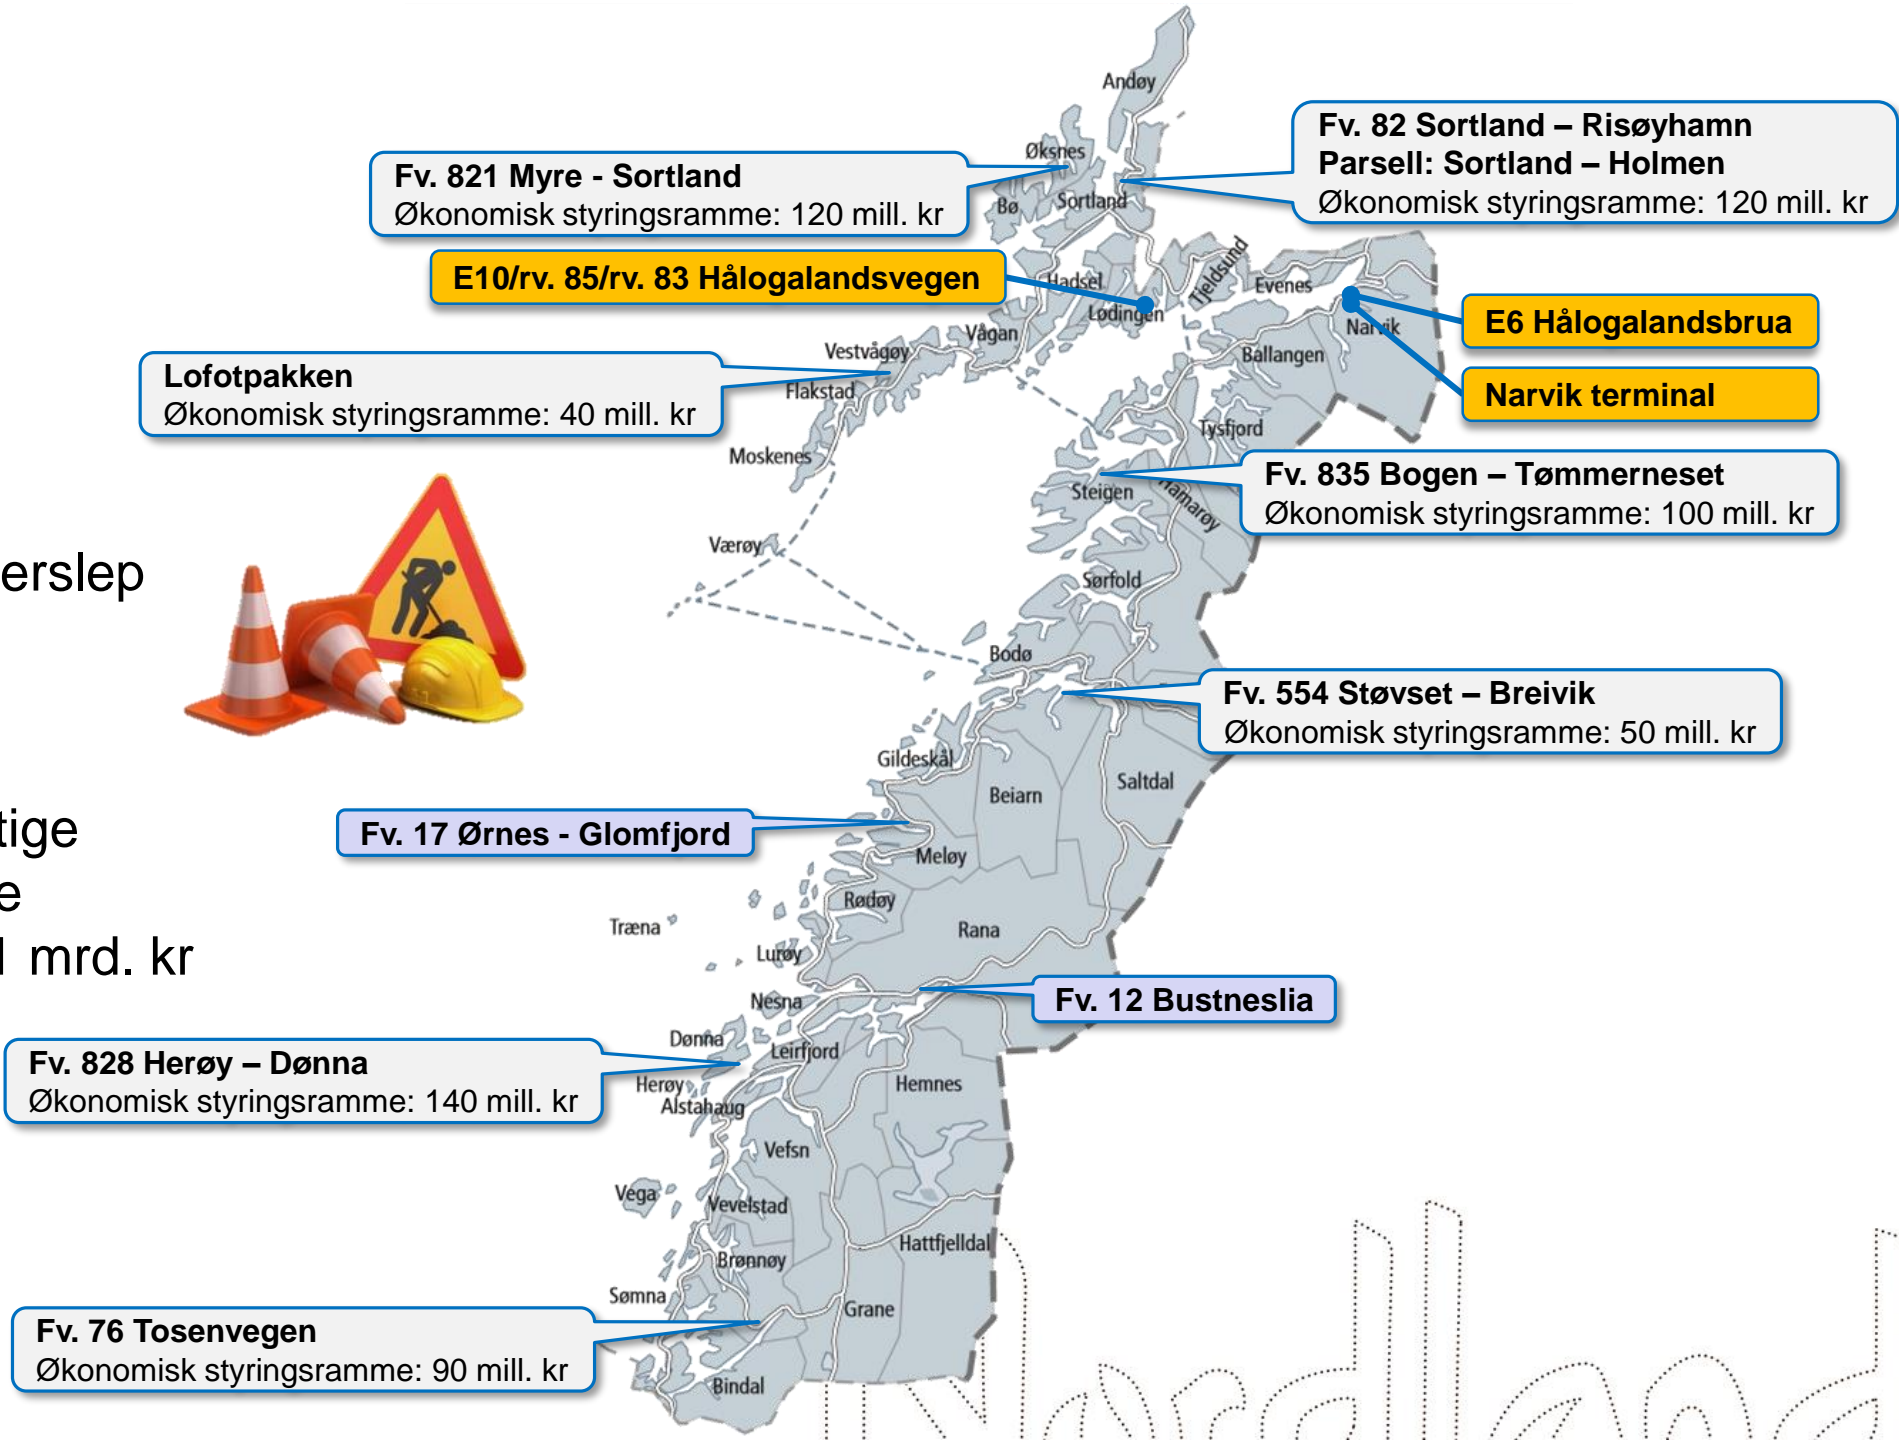 Andøy
Fv. 82 Sortland – Risøyhamn
Parsell: Sortland – Holmen
Økonomisk styringsramme: 120 mill. kr
Øksnes
Fv. 821 Myre - Sortland
Økonomisk styringsramme: 120 mill. kr
Bø
Sortland
E10/rv. 85/rv. 83 Hålogalandsvegen
Hadsel
Tjeldsund
Evenes
Lødingen
Narvik
E6 Hålogalandsbrua
Vågan
Vestvågøy
Ballangen
Lofotpakken
Økonomisk styringsramme: 40 mill. kr
Flakstad
Narvik terminal
Tysfjord
Moskenes
Fv. 835 Bogen – Tømmerneset
Økonomisk styringsramme: 100 mill. kr
Steigen
Hamarøy
Værøy
erslep
Sørfold
Bodø
Fv. 554 Støvset – Breivik
Økonomisk styringsramme: 50 mill. kr
Gildeskål
Beiarn
Saltdal
tige
Fv. 17 Ørnes - Glomfjord
Meløy
e
Rødøy
Træna
Rana
mrd. kr
Lurøy
Nesna
Fv. 12 Bustneslia
Dønna
Leirfjord
Fv. 828 Herøy – Dønna
Økonomisk styringsramme: 140 mill. kr
Herøy
Hemnes
Alstahaug
Vefsn
Vega
Vevelstad
Hattfjelldal
Brønnøy
Sømna
Grane
Fv. 76 Tosenvegen
Økonomisk styringsramme: 90 mill. kr
Bindal
Nordland